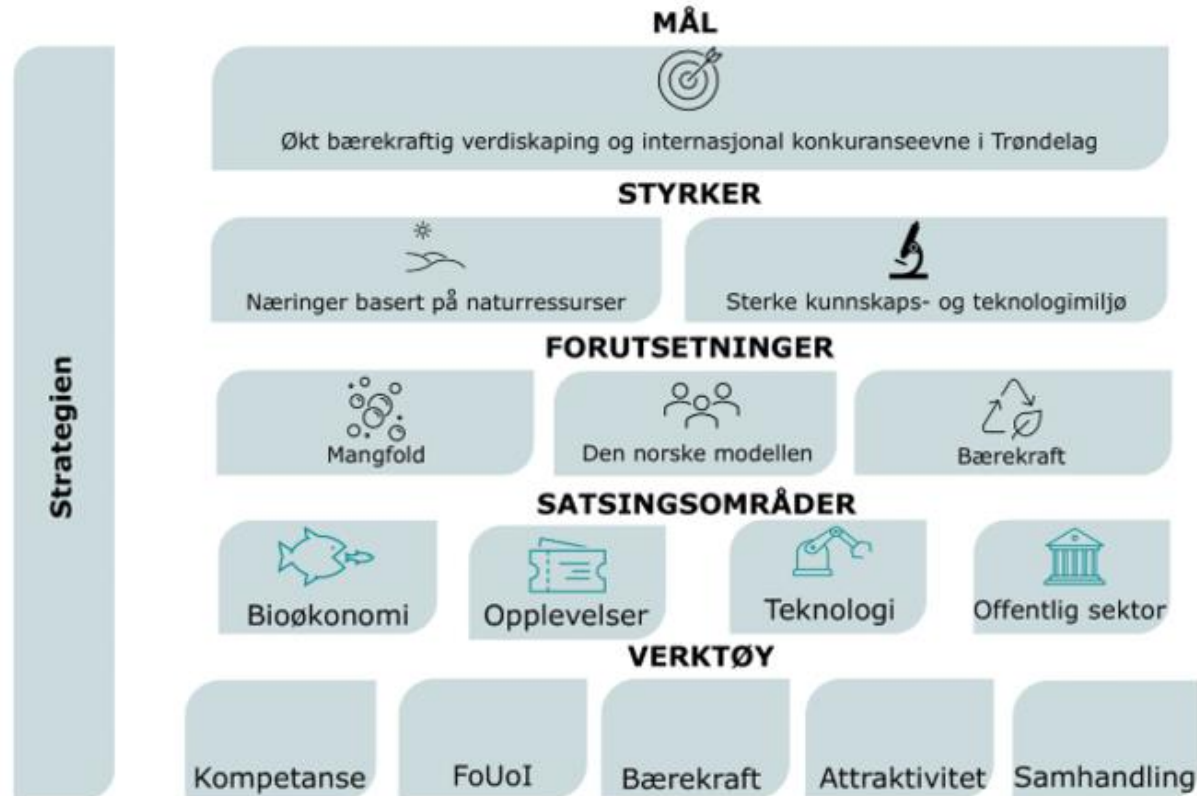 MÅL
Økt bærekraftig verdiskaping og internasjonal konkuranseevne i Trøndelag
STYRKER
Næringer basert på naturressurser
Sterke kunnskaps- og teknologimiljø
FORUTSETNINGER
Mangfold
Den norske modellen
Bærekraft
SATSINGSOMRÅDER
Bioøkonomi
Opplevelser
Teknologi
Offentlig sektor
VERKTØY
Kompetanse
FoUoI
Bærekraft
Attraktivitet
Samhandling
Strategien